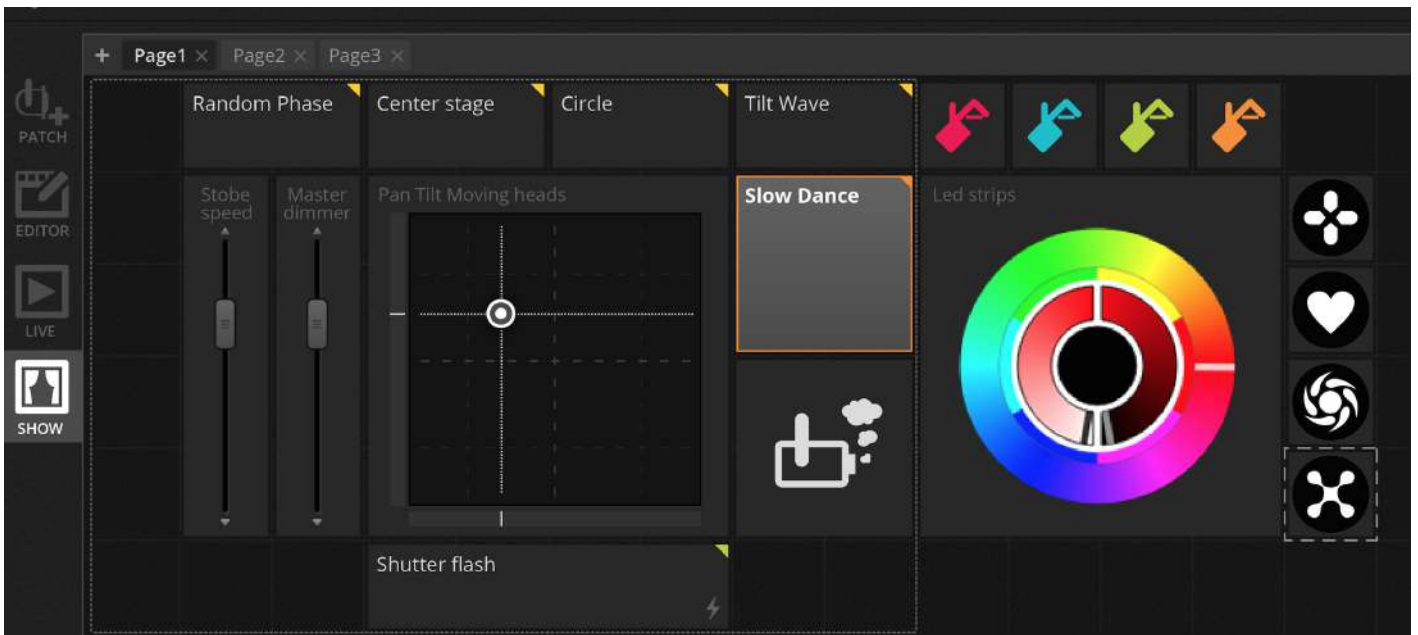 Page1
Page2
Page3
PATCH
Random Phase
Center stage
Circle
Tilt Wave
EDITOR
Stobe
speed
Master
dimmer
Pan Tilt Moving heads
Slow Dance
Led strips
LIVE
SHOW
Shutter flash